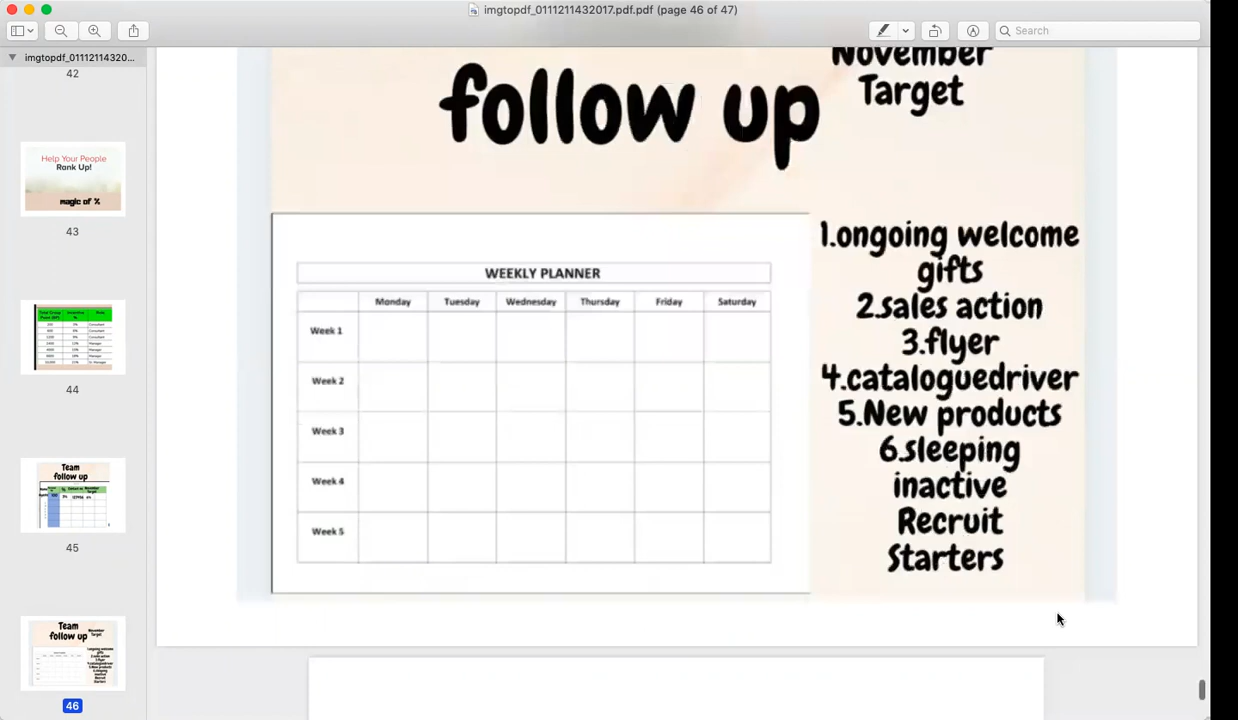 imgtopdf_0111211432017.pdf.pdf (page 46 of 47)
Search
imgtopdf_01112114320...
42
Help Your People
Rank Up!
magic of %
43
44
Team
follow up
45
Team
follow up
November
Target
46
November
Target
follow up
WEEKLY PLANNER
Monday Tuesday Wednesday Thursday Friday Saturday
Week 1
Week 2
Week 3
Week 4
Week 5
1.ongoing welcome
gifts
2.sales action
3.flyer
4.cataloguedriver
5.New products
6.sleeping
inactive
Recruit
Starters